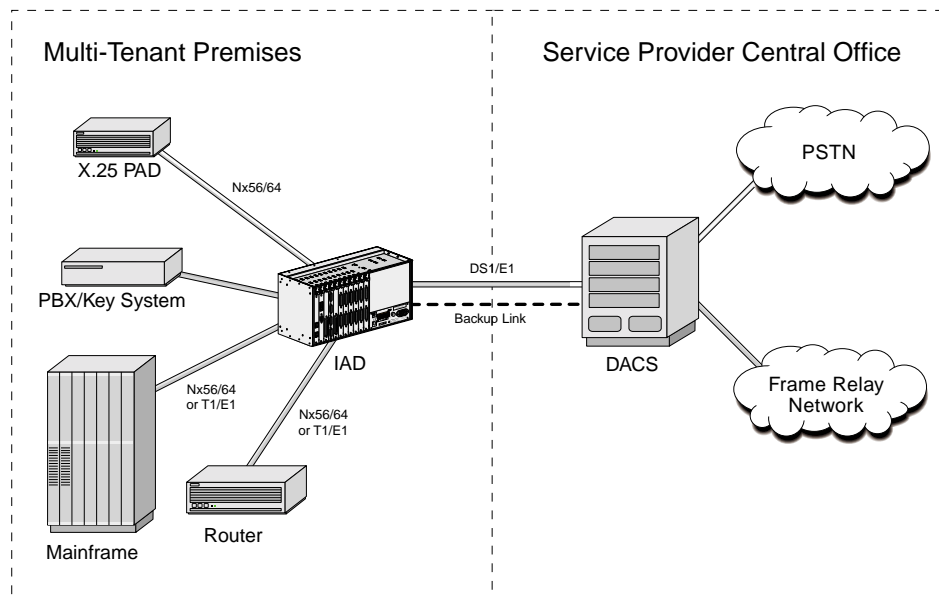 Multi-Tenant Premises
Service Provider Central Office
X.25 PAD
Nx56/64
PSTN
PBX/Key System
DS1/E1
Backup Link
IAD
DACS
Nx56/64
or T1/E1
Nx56/64
or T1/E1
Frame Relay
Network
Router
Mainframe